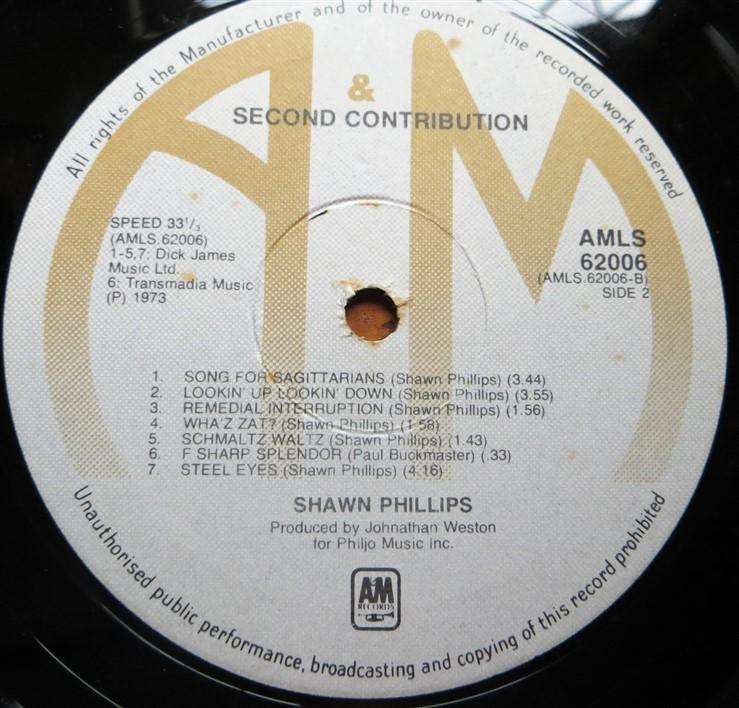 All rights of the Manufacturer and of the owner of the recorded work reserved
A & M
SECOND CONTRIBUTION
SPEED 33 1/3
(AMLS.62006)
1-5,7: Dick James
Music Ltd.
6: Transmadia Music
(P) 1973
AMLS
62006
(AMLS.62006-B)
SIDE 2
1. SONG FOR SAGITTARIANS (Shawn Phillips) (3.44)
2. LOOKIN' UP LOOKIN' DOWN (Shawn Phillips) (3.55)
3. REMEDIAL INTERRUPTION (Shawn Phillips) (1.56)
4. WHA'Z ZAT? (Shawn Phillips) (1.58)
5. SCHMALTZ WALTZ (Shawn Phillips) (1.43)
6. F SHARP SPLENDOR (Paul Buckmaster) (.33)
7. STEEL EYES (Shawn Phillips) (4.16)
SHAWN PHILLIPS
Produced by Johnathan Weston
for Philjo Music Inc.
A&M
RECORDS
Unauthorised public performance, broadcasting and copying of this record prohibited